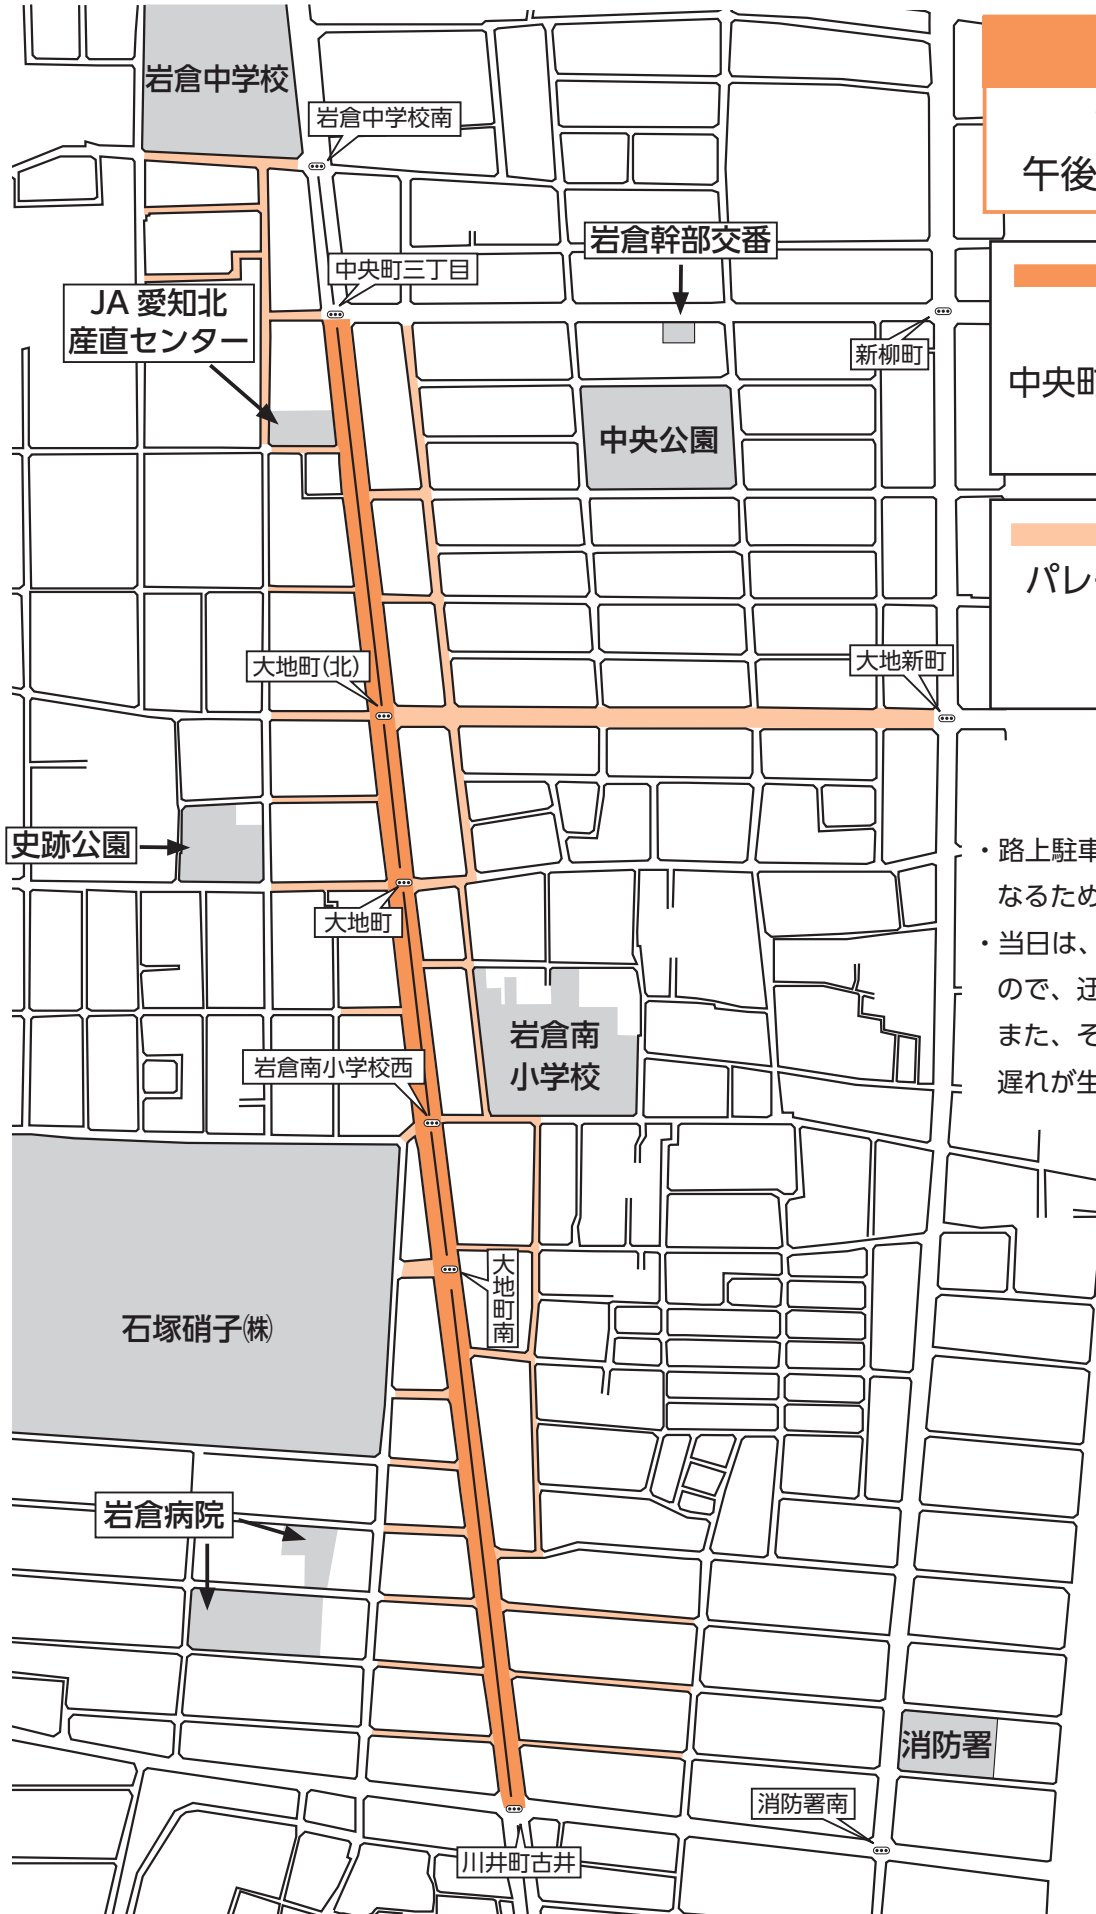 岩倉中学校
岩倉中学校南
午後
岩倉幹部交番
中央町三丁目
JA 愛知北
産直センター
新柳町
中央町
中央公園
パレ
大地町(北)
大地新町
史跡公園
・路上駐車
なるため
大地町
・当日は、
ので、迂
岩倉南
小学校
また、そ
岩倉南小学校西
遅れが生
大地町南
石塚硝子㈱
岩倉病院
消防署
消防署南
川井町古井